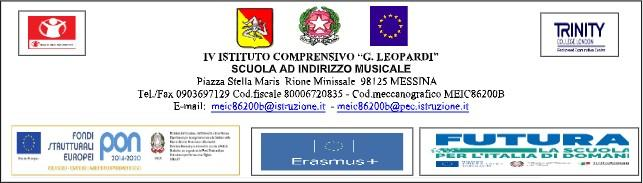 TRINITY
COLLEGE LONDON
IV ISTITUTO COMPRENSIVO "G. LEOPARDI"
SCUOLA AD INDIRIZZO MUSICALE
Piazza Stella Maris Rione Minissale 98125 MESSINA
Tel./Fax 0903697129 Cod.fiscale 80006720835 - Cod.meccanografico MEIC86200B
E-mail: meic86200b@istruzione.it - meic86200b@pec.istruzione.it
FONDI
STRUTTURALI
EUROPEI
pon
2014-2020
Erasmus+
FUTURA
LA SCUOLA
PER L'ITALIA DI DOMANI